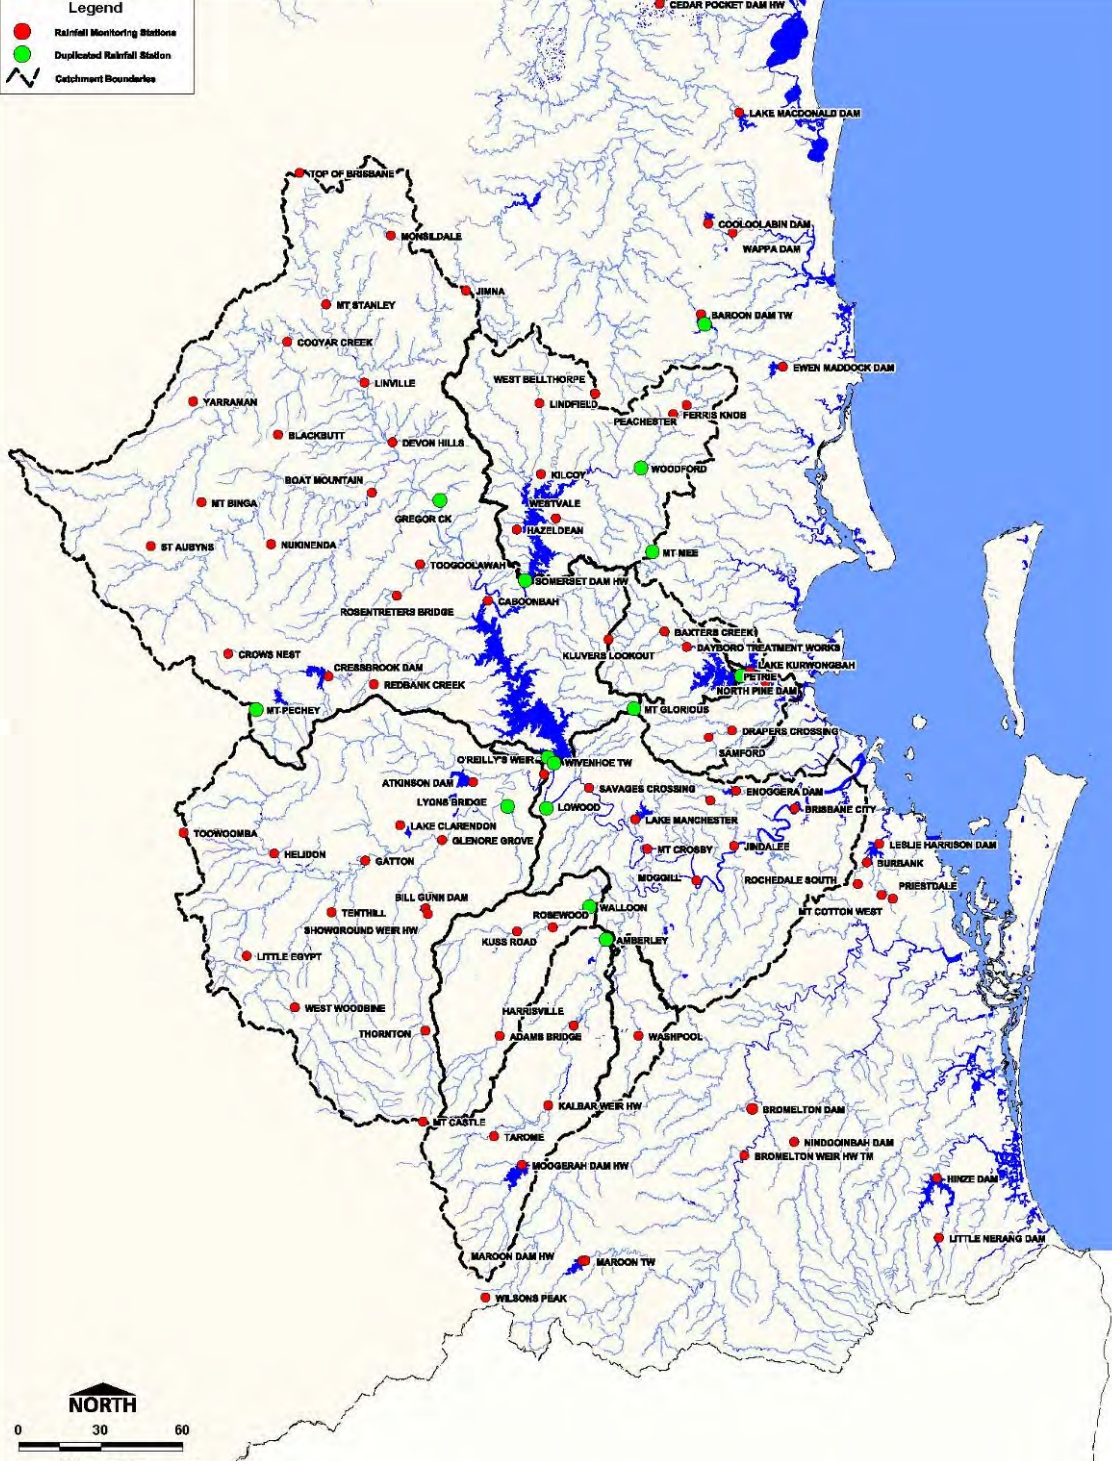 Legend
Rainfall Monitoring Stations
Duplicated Rainfall Station
Catchment Boundaries
CEDAR POCKET DAM HW
LAKE MACDONALD DAM
TOP OF BRISBANE
COOLOOLABIN DAM
MONSILDALE
WAPPA DAM
JIMNA
MT STANLEY
BAROON DAM TW
COOYAR CREEK
EWEN MADDOCK DAM
WEST BELLTHORPE
LINVILLE
YARRAMAN
LINDFIELD
FERRIS KNOB
PEACHESTER
BLACKBUTT
DEVON HILLS
WOODFORD
KILCOY
BOAT MOUNTAIN
MT BINGA
WESTVALE
GREGOR CK
HAZELDEAN
ST AUBYNS
NUKINENDA
MT MEE
TOOGOOLAWAH
SOMERSET DAM HW
CABOONBAH
ROSENTRETERS BRIDGE
BAXTERS CREEK
DAYBORO TREATMENT WORKS
KLUVERS LOOKOUT
CROWS NEST
LAKE KURWONGBAH
CRESSBROOK DAM
PETRIE
REDBANK CREEK
NORTH PINE DAM
MT PECHEY
MT GLORIOUS
DRAPERS CROSSING
SAMFORD
O'REILLY'S WEIR
WIVENHOE TW
ATKINSON DAM
SAVAGES CROSSING
ENOGGERA DAM
LYONS BRIDGE
LOWOOD
BRISBANE CITY
LAKE MANCHESTER
LAKE CLARENDON
TOOWOOMBA
GLENORE GROVE
JINDALEE
LESLIE HARRISON DAM
MT CROSBY
HELIDON
GATTON
BURBANK
MOGGILL
ROCHEDALE SOUTH
PRIESTDALE
BILL GUNN DAM
MT COTTON WEST
WALLOON
TENTHILL
ROSEWOOD
SHOWGROUND WEIR HW
KUSS ROAD
AMBERLEY
LITTLE EGYPT
WEST WOODBINE
HARRISVILLE
THORNTON
ADAMS BRIDGE
WASHPOOL
KALBAR WEIR HW
BROMELTON DAM
MT CASTLE
TAROME
NINDOOINBAH DAM
BROMELTON WEIR HW TM
MOOGERAH DAM HW
HINZE DAM
LITTLE NERANG DAM
MAROON DAM HW
MAROON TW
WILSONS PEAK
NORTH
0 30 60